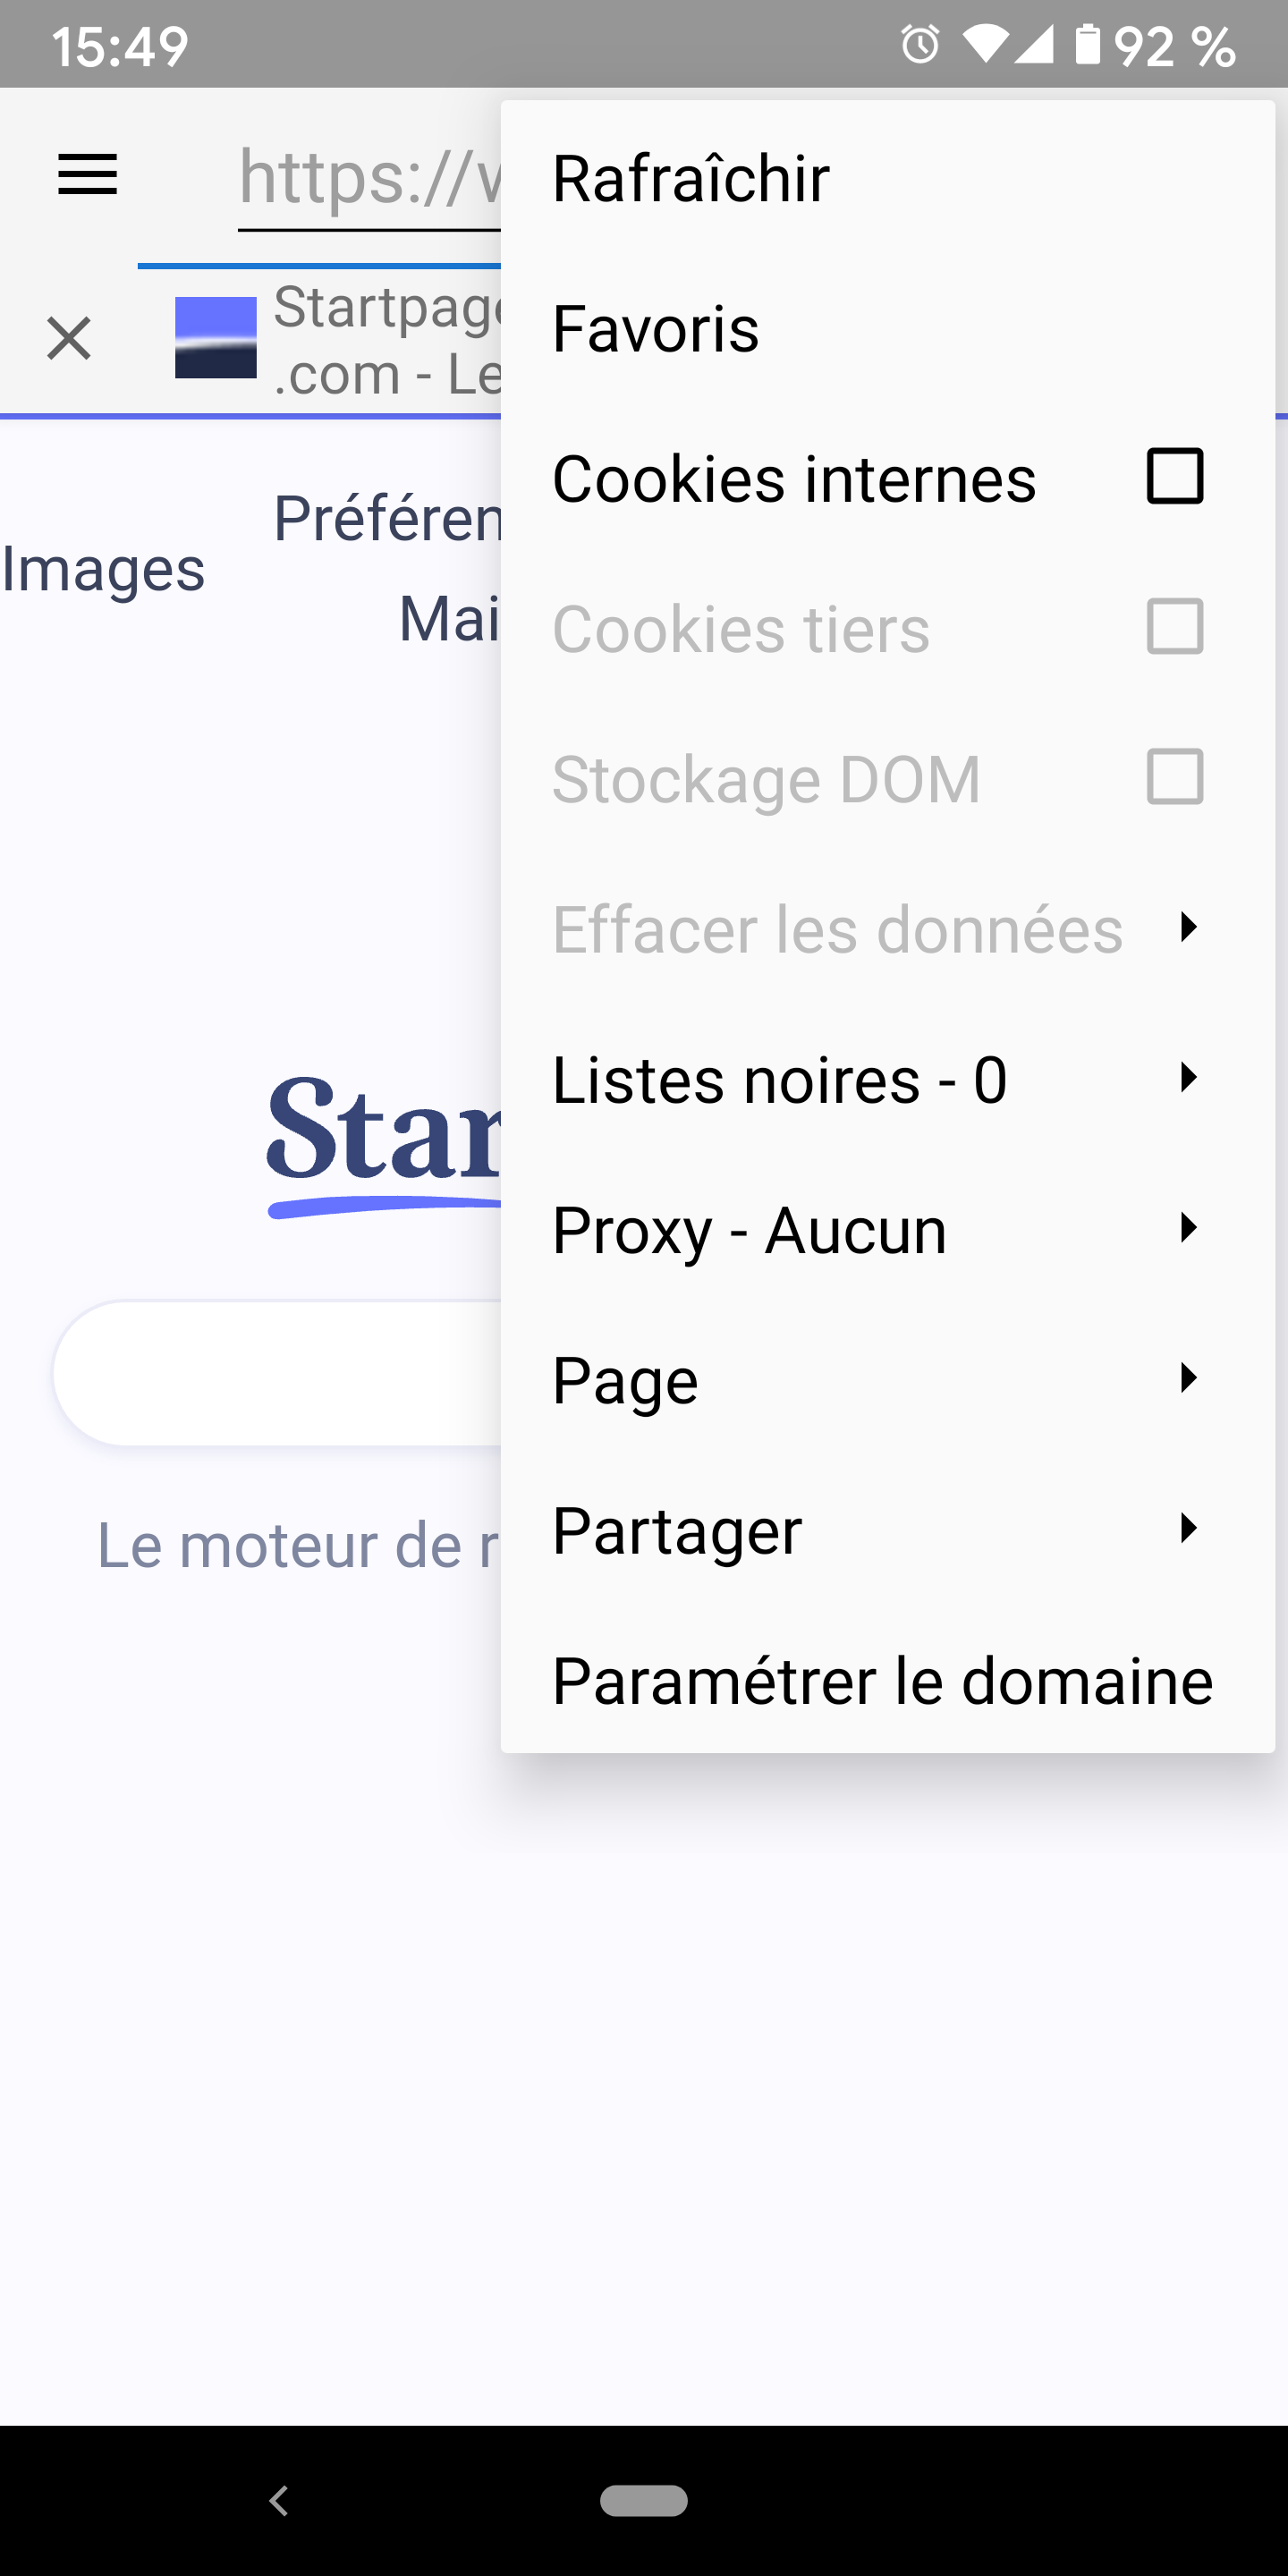 15:49
92 %
https://
Startpage
.com - Le
Images
Préféren
Mai
Star
Le moteur de r
Rafraîchir
Favoris
Cookies internes
Cookies tiers
Stockage DOM
Effacer les données
Listes noires - 0
Proxy - Aucun
Page
Partager
Paramétrer le domaine